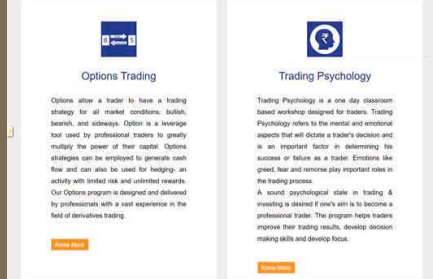 B S
Options Trading
Options allow a trader to have a trading
strategy for all market conditions; bullish,
bearish, and sideways. Option is a leverage
tool used by professional traders to greatly
multiply the power of their capital. Options
strategies can be employed to generate cash
flow and can also be used for hedging- an
activity with limited risk and unlimited rewards.
Our Options program is designed and delivered
by professionals with a vast experience in the
field of derivatives trading.
Know More
₹
Trading Psychology
Trading Psychology is a one day classroom
based workshop designed for traders. Trading
Psychology refers to the mental and emotional
aspects that will dictate a trader's decision and
is an important factor in determining his
success or failure as a trader. Emotions like
greed, fear and remorse play important roles in
the trading process.
A sound psychological state in trading &
investing is desired if one's aim is to become a
professional trader. The program helps traders
improve their trading results, develop decision
making skills and develop focus.
Know More